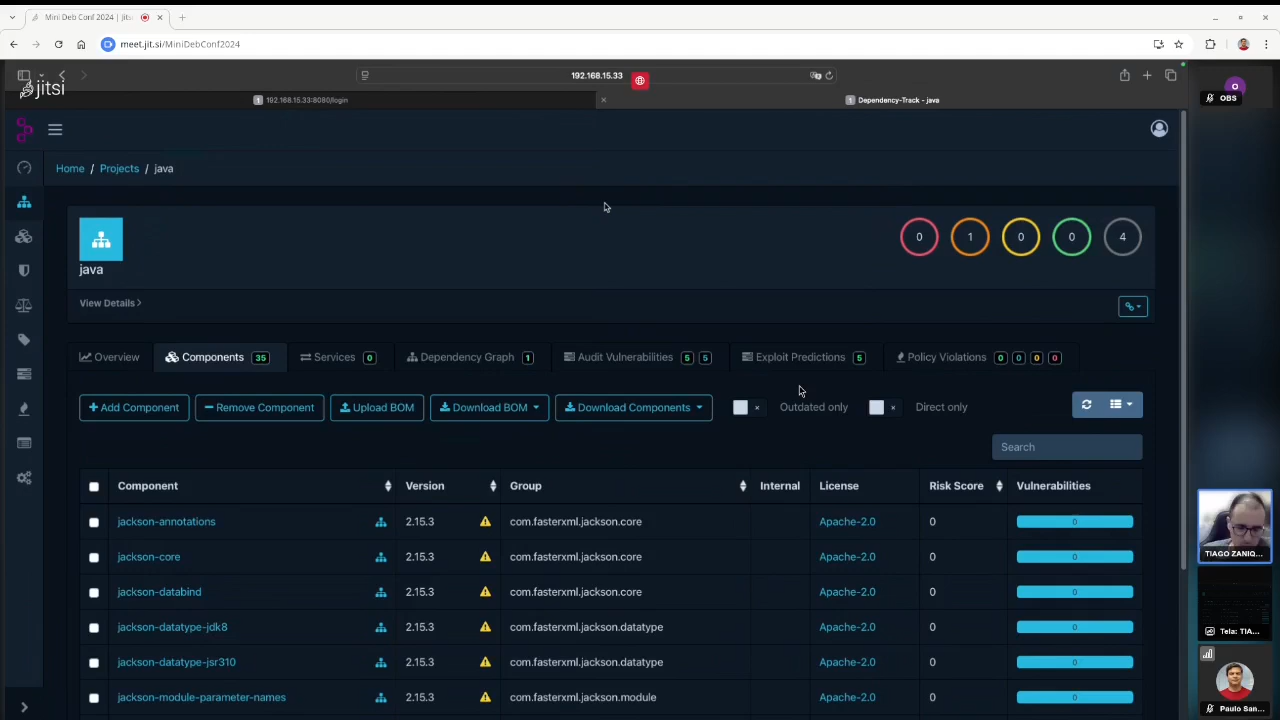 Mini Deb Conf 2024 | Jits
meet.jit.si/MiniDebConf2024
jitsi
192.168.15.33
192.168.15.33:8080/login
Dependency-Track - java
OBS
Home / Projects / java
0 1 0 0 4
java
View Details
Overview Components 35 Services 0 Dependency Graph 1 Audit Vulnerabilities 5 5 Exploit Predictions 5 Policy Violations 0 0 0 0
Add Component Remove Component Upload BOM Download BOM Download Components Outdated only Direct only
Search
Component Version Group Internal License Risk Score Vulnerabilities
jackson-annotations 2.15.3 com.fasterxml.jackson.core Apache-2.0 0 0
jackson-core 2.15.3 com.fasterxml.jackson.core Apache-2.0 0 0
jackson-databind 2.15.3 com.fasterxml.jackson.core Apache-2.0 0 0
jackson-datatype-jdk8 2.15.3 com.fasterxml.jackson.datatype Apache-2.0 0 0
jackson-datatype-jsr310 2.15.3 com.fasterxml.jackson.datatype Apache-2.0 0 0
jackson-module-parameter-names 2.15.3 com.fasterxml.jackson.module Apache-2.0 0 0
TIAGO ZANIQ...
Tela: TIA...
Paulo San...